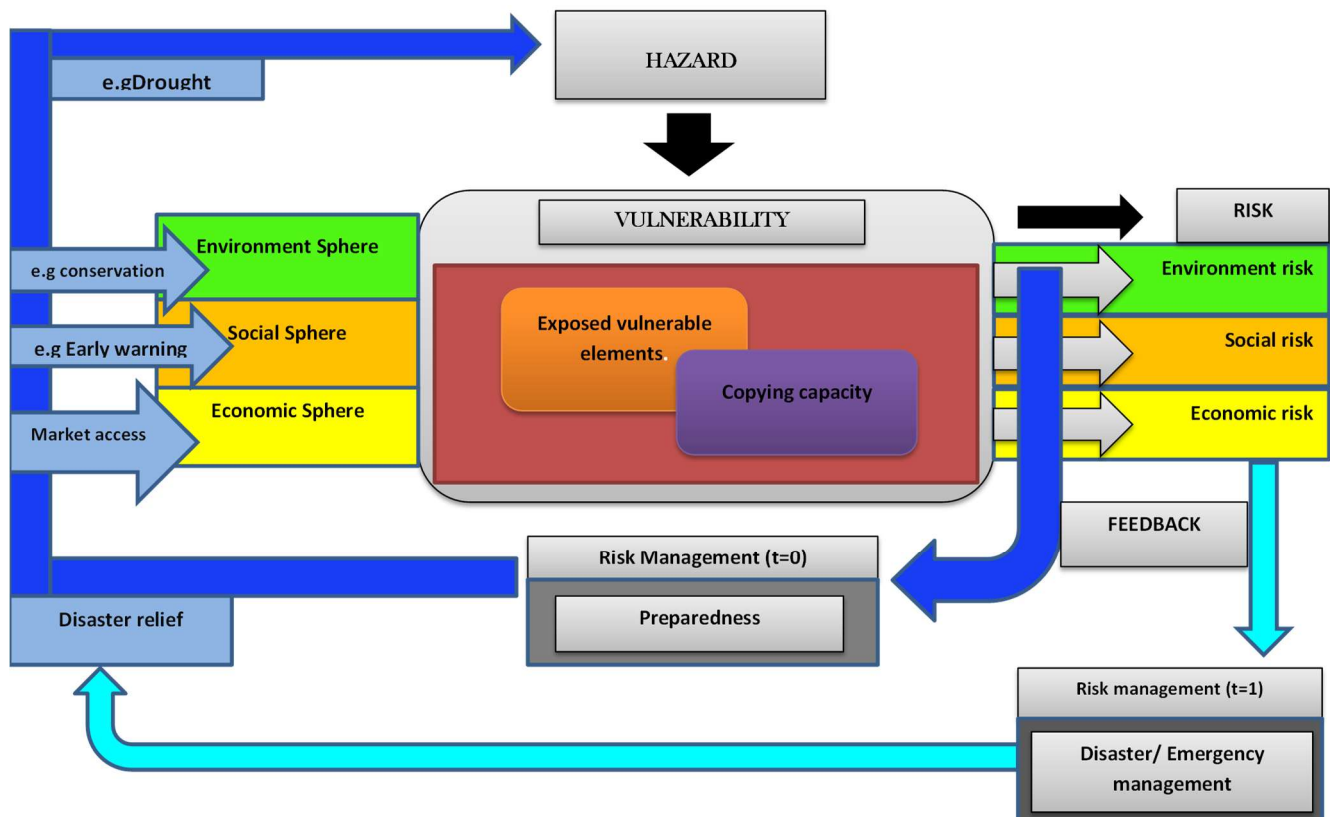 HAZARD
e.gDrought
VULNERABILITY
RISK
Environment Sphere
e.g conservation
Environment risk
Exposed vulnerable
elements.
Social Sphere
e.g Early warning
Social risk
Copying capacity
Economic Sphere
Market access
Economic risk
FEEDBACK
Risk Management (t=0)
Preparedness
Disaster relief
Risk management (t=1)
Disaster/ Emergency
management